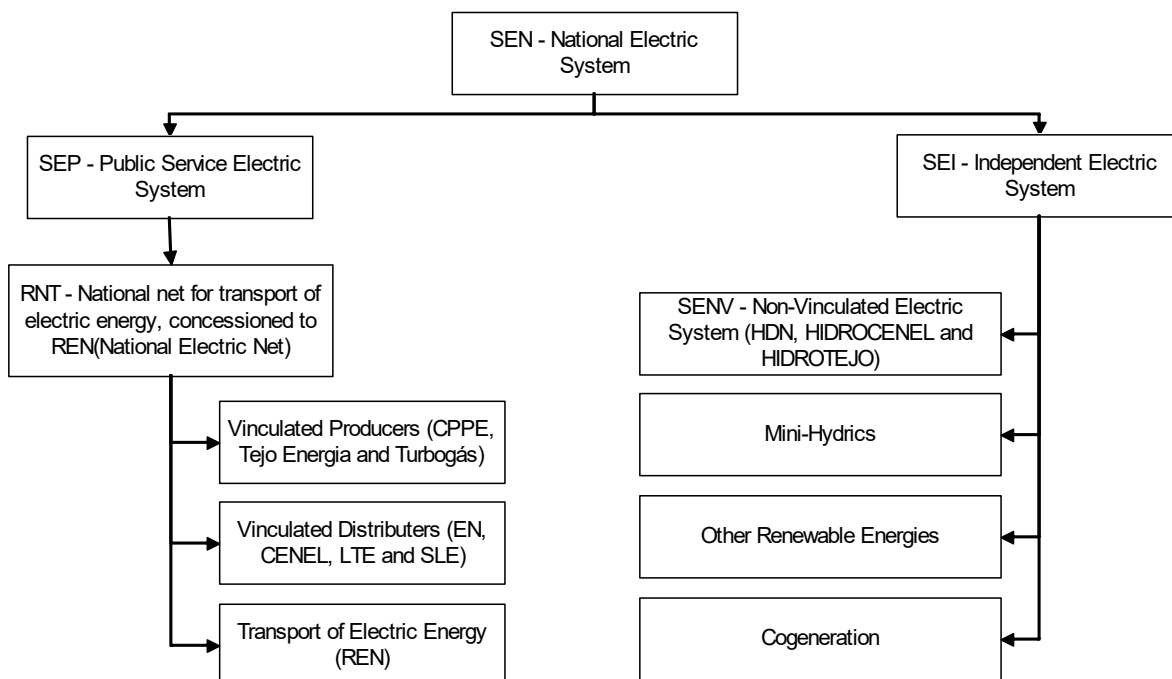 SEN - National Electric
System
SEP - Public Service Electric
System
SEI - Independent Electric
System
RNT - National net for transport of
electric energy, concessioned to
REN(National Electric Net)
Vinculated Producers (CPPE,
Tejo Energia and Turbogás)
Vinculated Distributers (EN,
CENEL, LTE and SLE)
Transport of Electric Energy
(REN)
SENV - Non-Vinculated Electric
System (HDN, HIDROCENEL and
HIDROTEJO)
Mini-Hydrics
Other Renewable Energies
Cogeneration